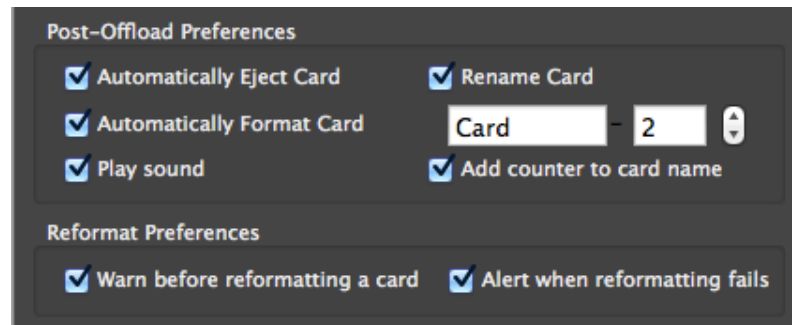 Post-Offload Preferences
Automatically Eject Card
Rename Card
Automatically Format Card
Card - 2
Play sound
Add counter to card name
Reformat Preferences
Warn before reformatting a card
Alert when reformatting fails